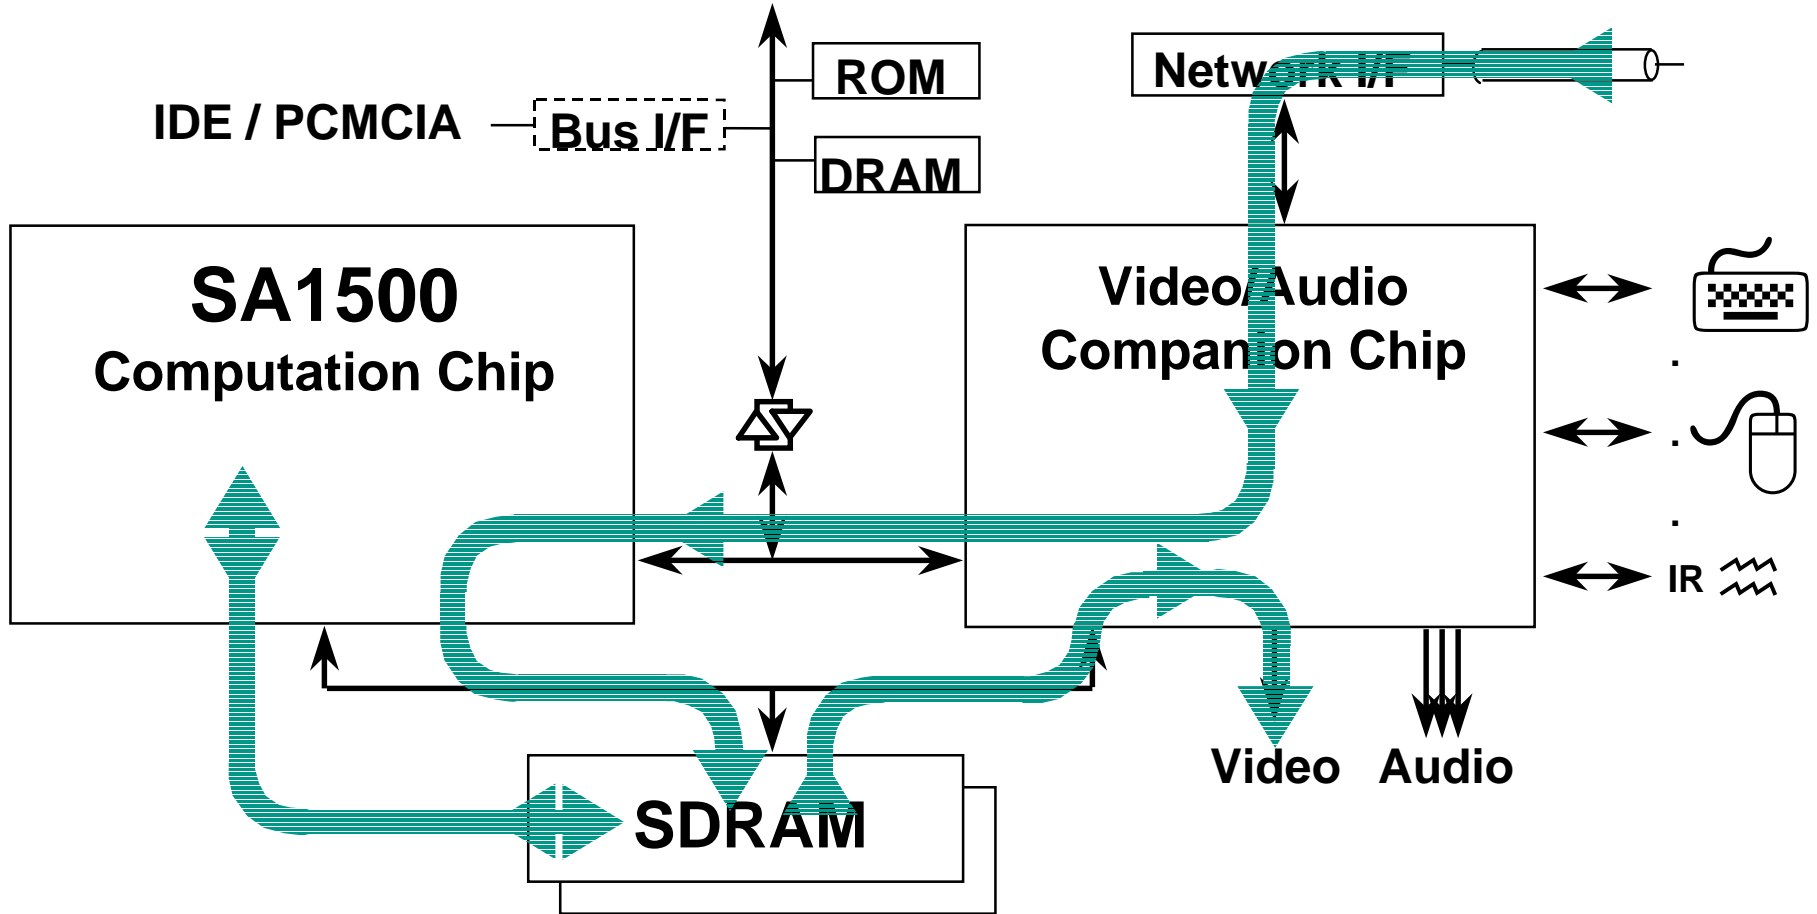 ROM
Network I/F
IDE / PCMCIA
Bus I/F
DRAM
SA1500
Computation Chip
Video/Audio
Companion Chip
.
.
.
IR
Video
Audio
SDRAM